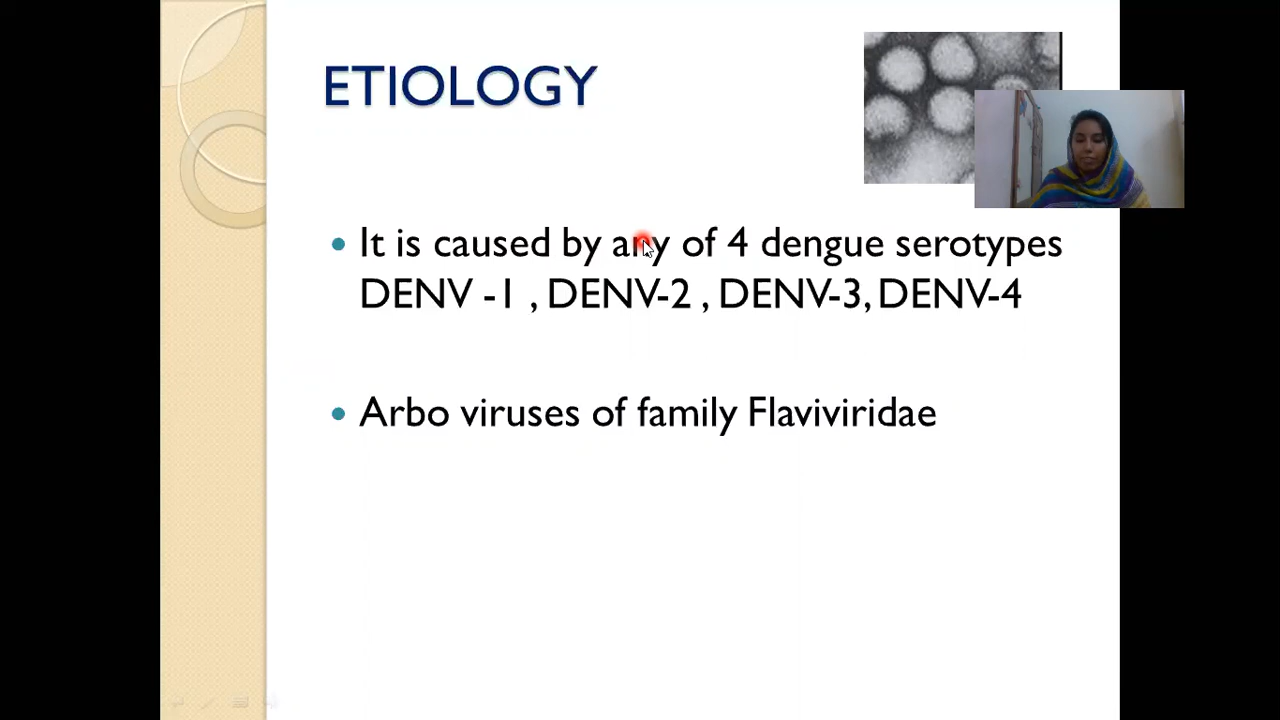 ETIOLOGY
It is caused by any of 4 dengue serotypes
DENV -1 , DENV-2 , DENV-3, DENV-4
Arbo viruses of family Flaviviridae